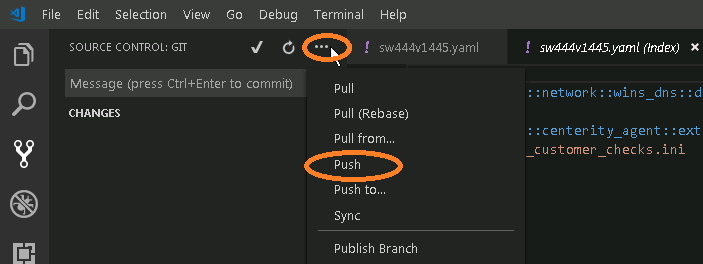 File Edit Selection View Go Debug Terminal Help
SOURCE CONTROL: GIT ··· ! sw444v1445.yaml ! sw444v1445.yaml (Index) ×
Message (press Ctrl+Enter to commit)
CHANGES
Pull
Pull (Rebase)
Pull from...
Push
Push to...
Sync
Publish Branch
::network::wins_dns::d
::centerity_agent::ext
_customer_checks.ini